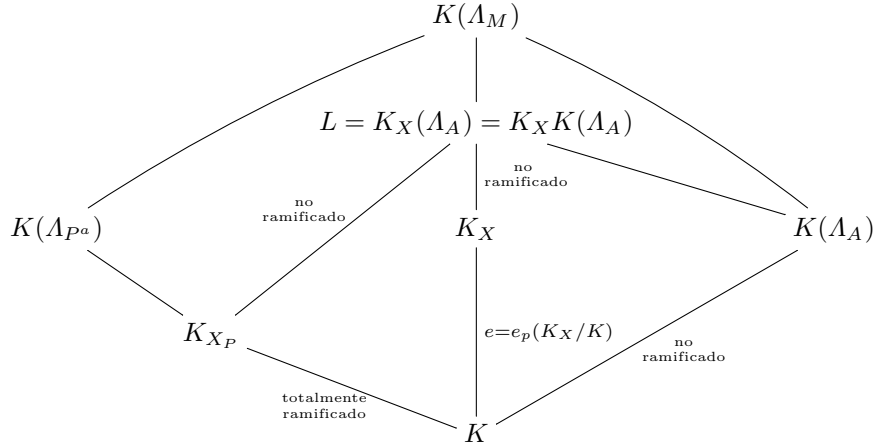 K(Λ_M)
L = K_X(Λ_A) = K_X K(Λ_A)
no
ramificado
no
ramificado
K(Λ_{P^a})
K_X
K(Λ_A)
K_{X_P}
e=e_p(K_X/K)
no
ramificado
totalmente
ramificado
K